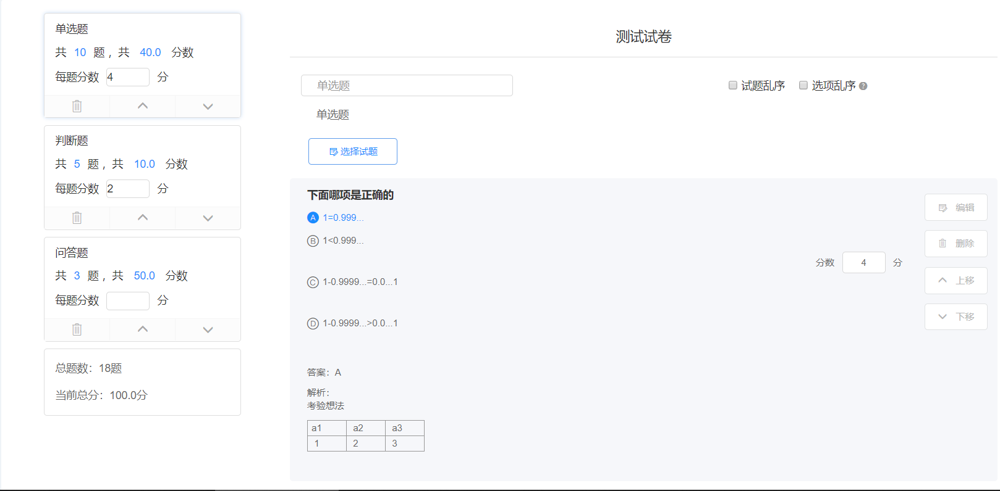 单选题
共 10 题，共 40.0 分数
每题分数 4 分
判断题
共 5 题，共 10.0 分数
每题分数 2 分
问答题
共 3 题，共 50.0 分数
每题分数 分
总题数：18题
当前总分：100.0分
测试试卷
单选题
试题乱序 选项乱序 ?
单选题
选择试题
下面哪项是正确的
A 1=0.999...
B 1<0.999...
C 1-0.9999...=0.0...1
D 1-0.9999...>0.0...1
答案：A
解析：
考验想法
a1 a2 a3
1 2 3
分数 4 分
编辑
删除
上移
下移